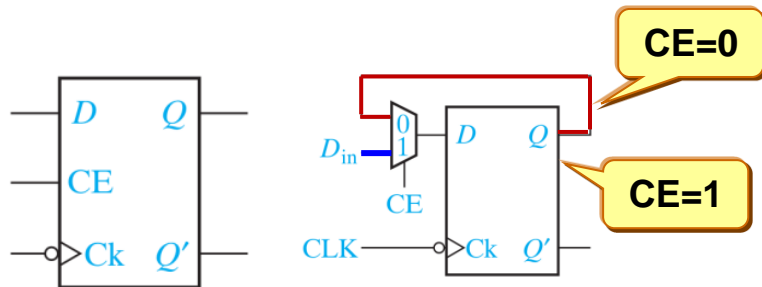 CE=0
D Q
CE
Ck Q'
0
1
D Q
D_in
CE
CE=1
CLK Ck Q'